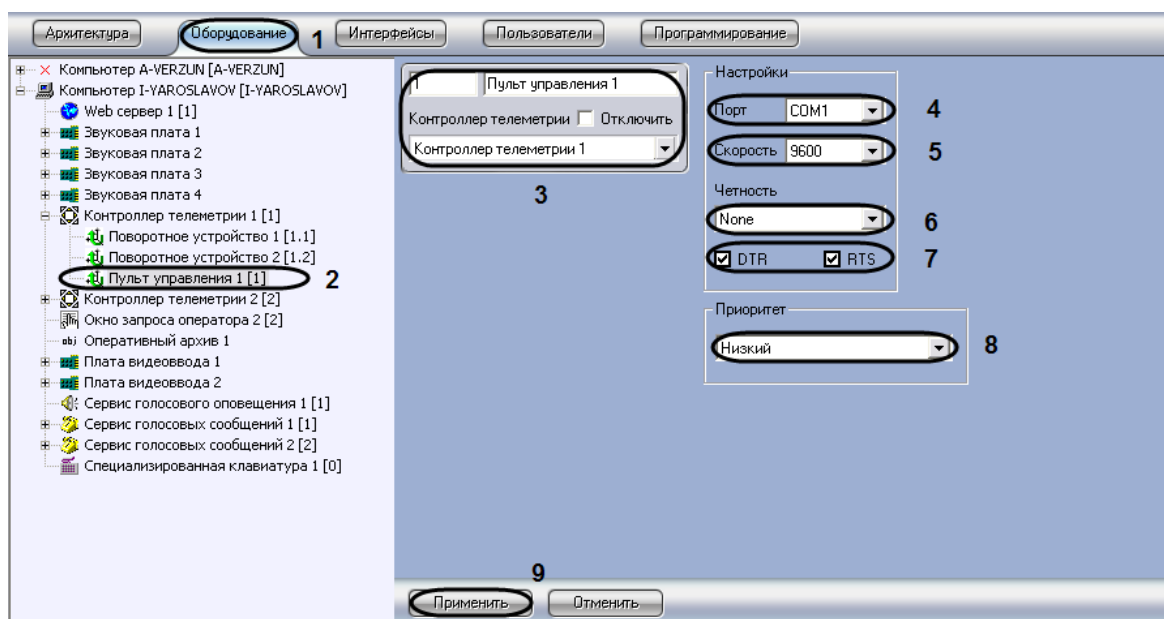 Архитектура
Оборудование
1
Интерфейсы
Пользователи
Программирование
Компьютер A-VERZUN [A-VERZUN]
Компьютер I-YAROSLAVOV [I-YAROSLAVOV]
Web сервер 1 [1]
Звуковая плата 1
Звуковая плата 2
Звуковая плата 3
Звуковая плата 4
Контроллер телеметрии 1 [1]
Поворотное устройство 1 [1.1]
Поворотное устройство 2 [1.2]
Пульт управления 1 [1]
2
Контроллер телеметрии 2 [2]
Окно запроса оператора 2 [2]
obj Оперативный архив 1
Плата видеоввода 1
Плата видеоввода 2
Сервис голосового оповещения 1 [1]
Сервис голосовых сообщений 1 [1]
Сервис голосовых сообщений 2 [2]
Специализированная клавиатура 1 [0]
1 Пульт управления 1
Контроллер телеметрии Отключить
Контроллер телеметрии 1
3
Настройки
Порт COM1
4
Скорость 9600
5
Четность
None
6
DTR RTS
7
Приоритет
Низкий
8
9
Применить
Отменить